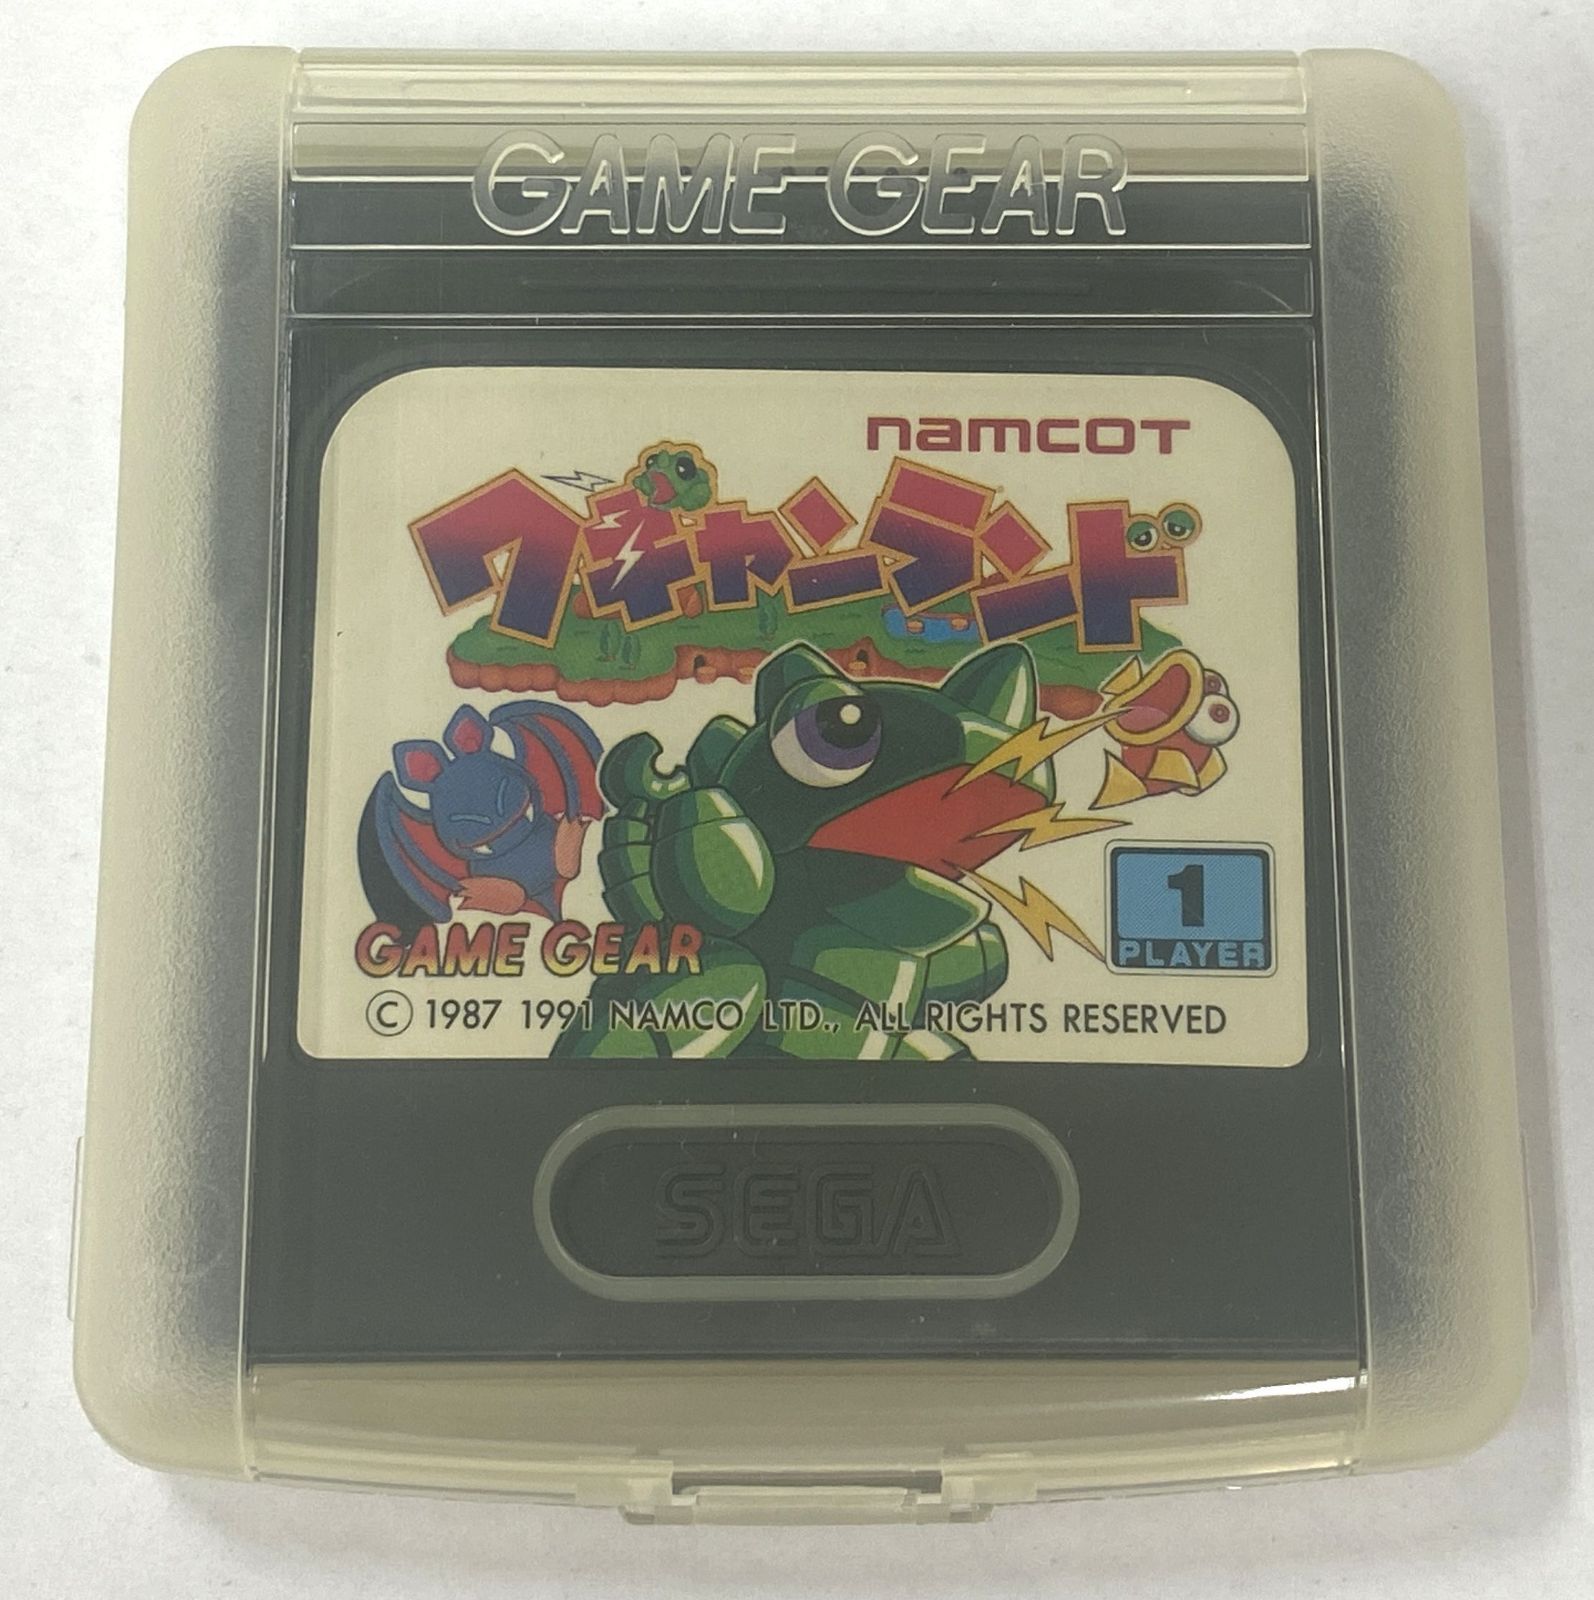 GAME GEAR
namcot
ワギャンランド
1
PLAYER
GAME GEAR
© 1987 1991 NAMCO LTD., ALL RIGHTS RESERVED
SEGA